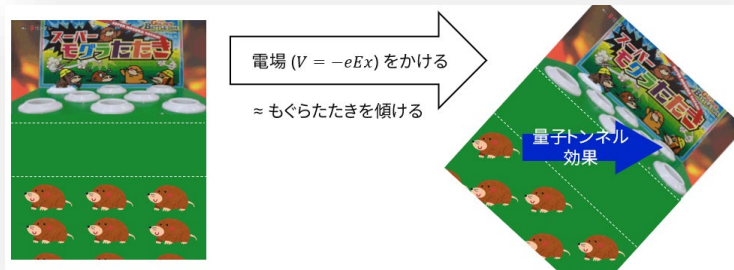 スーパー
モグラたたき
電場 (V = −eEx) をかける
≈ もぐらたたきを傾ける
スーパー
モグラたたき
量子トンネル
効果